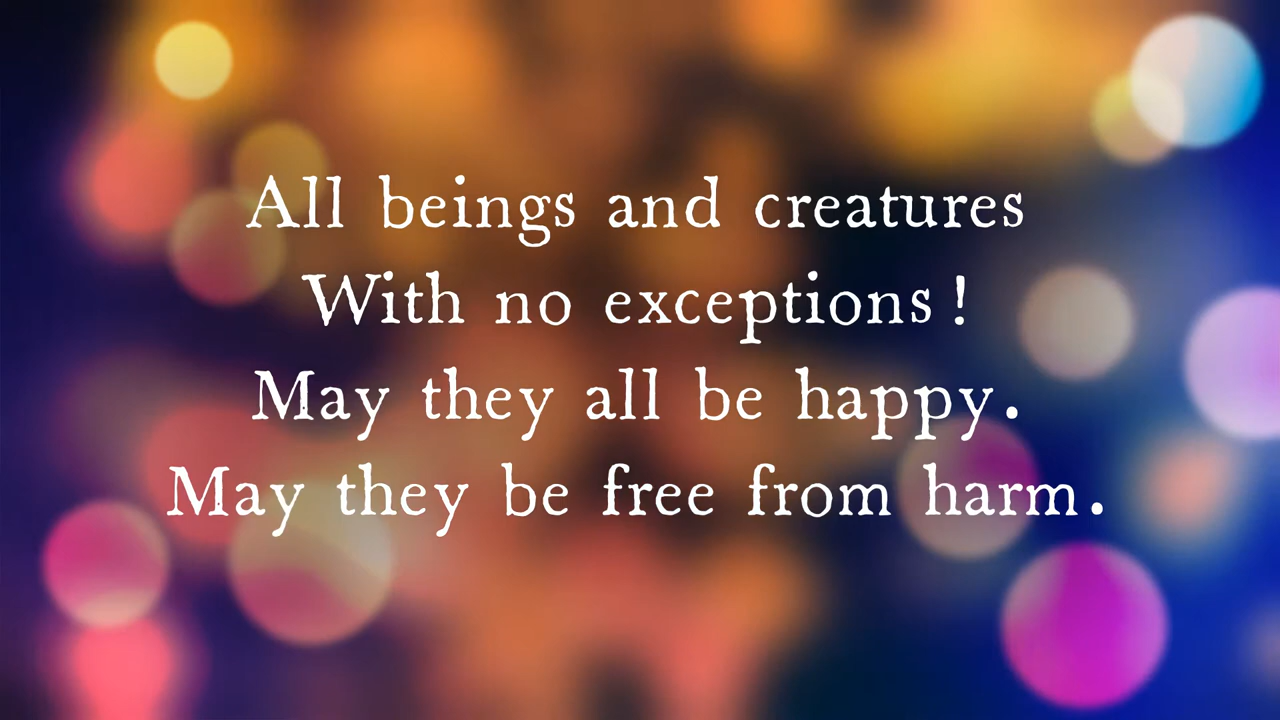 All beings and creatures
With no exceptions !
May they all be happy.
May they be free from harm.